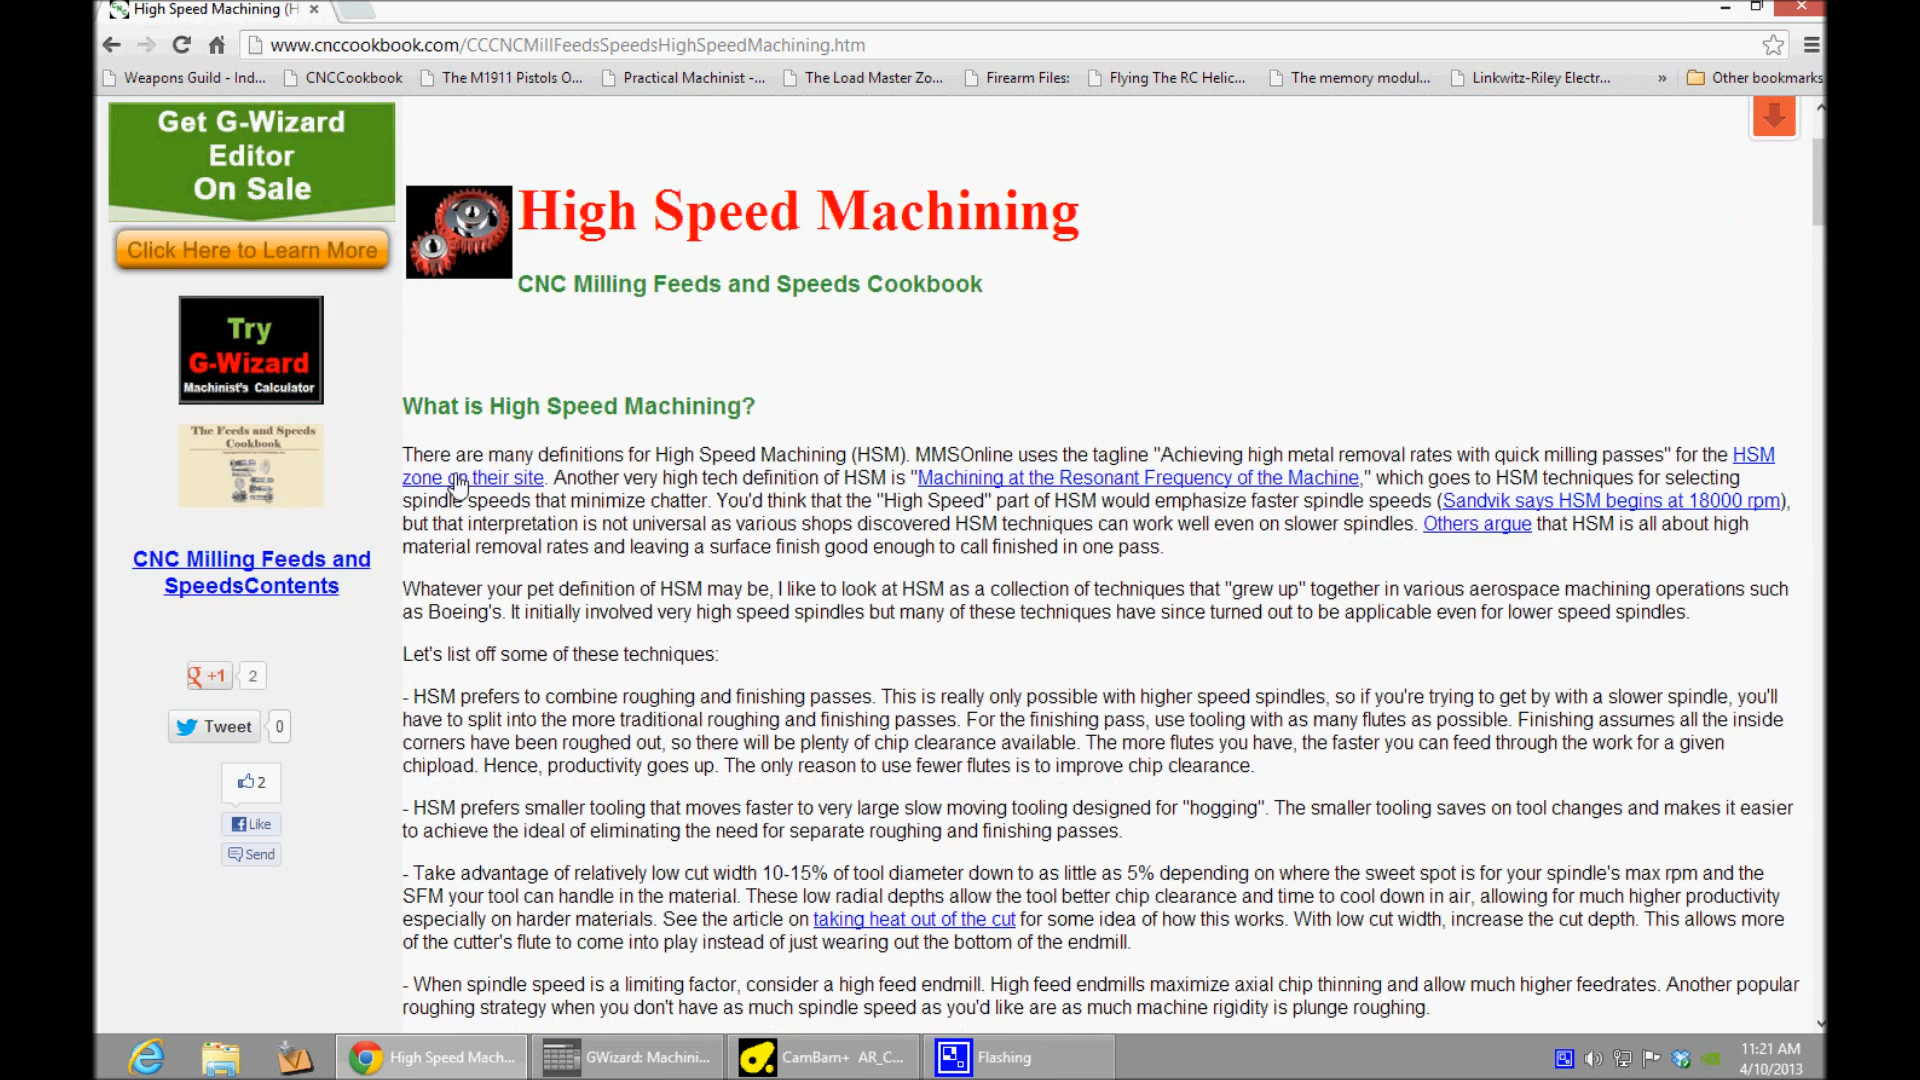 High Speed Machining (H
www.cnccookbook.com/CCCNCMillFeedsSpeedsHighSpeedMachining.htm
Weapons Guild - Ind... CNCCookbook The M1911 Pistols O... Practical Machinist -... The Load Master Zo... Firearm Files: Flying The RC Helic... The memory modul... Linkwitz-Riley Electr... » Other bookmarks
Get G-Wizard
Editor
On Sale
Click Here to Learn More
Try
G-Wizard
Machinist's Calculator
The Feeds and Speeds
Cookbook
CNC Milling Feeds and
SpeedsContents
+1 2
Tweet 0
2
Like
Send
High Speed Machining
CNC Milling Feeds and Speeds Cookbook
What is High Speed Machining?
There are many definitions for High Speed Machining (HSM). MMSOnline uses the tagline "Achieving high metal removal rates with quick milling passes" for the HSM
zone on their site. Another very high tech definition of HSM is "Machining at the Resonant Frequency of the Machine," which goes to HSM techniques for selecting
spindle speeds that minimize chatter. You'd think that the "High Speed" part of HSM would emphasize faster spindle speeds (Sandvik says HSM begins at 18000 rpm),
but that interpretation is not universal as various shops discovered HSM techniques can work well even on slower spindles. Others argue that HSM is all about high
material removal rates and leaving a surface finish good enough to call finished in one pass.
Whatever your pet definition of HSM may be, I like to look at HSM as a collection of techniques that "grew up" together in various aerospace machining operations such
as Boeing's. It initially involved very high speed spindles but many of these techniques have since turned out to be applicable even for lower speed spindles.
Let's list off some of these techniques:
- HSM prefers to combine roughing and finishing passes. This is really only possible with higher speed spindles, so if you're trying to get by with a slower spindle, you'll
have to split into the more traditional roughing and finishing passes. For the finishing pass, use tooling with as many flutes as possible. Finishing assumes all the inside
corners have been roughed out, so there will be plenty of chip clearance available. The more flutes you have, the faster you can feed through the work for a given
chipload. Hence, productivity goes up. The only reason to use fewer flutes is to improve chip clearance.
- HSM prefers smaller tooling that moves faster to very large slow moving tooling designed for "hogging". The smaller tooling saves on tool changes and makes it easier
to achieve the ideal of eliminating the need for separate roughing and finishing passes.
- Take advantage of relatively low cut width 10-15% of tool diameter down to as little as 5% depending on where the sweet spot is for your spindle's max rpm and the
SFM your tool can handle in the material. These low radial depths allow the tool better chip clearance and time to cool down in air, allowing for much higher productivity
especially on harder materials. See the article on taking heat out of the cut for some idea of how this works. With low cut width, increase the cut depth. This allows more
of the cutter's flute to come into play instead of just wearing out the bottom of the endmill.
- When spindle speed is a limiting factor, consider a high feed endmill. High feed endmills maximize axial chip thinning and allow much higher feedrates. Another popular
roughing strategy when you don't have as much spindle speed as you'd like are as much machine rigidity is plunge roughing.
High Speed Mach... GWizard: Machini... CamBam+ AR_C... Flashing
11:21 AM
4/10/2013